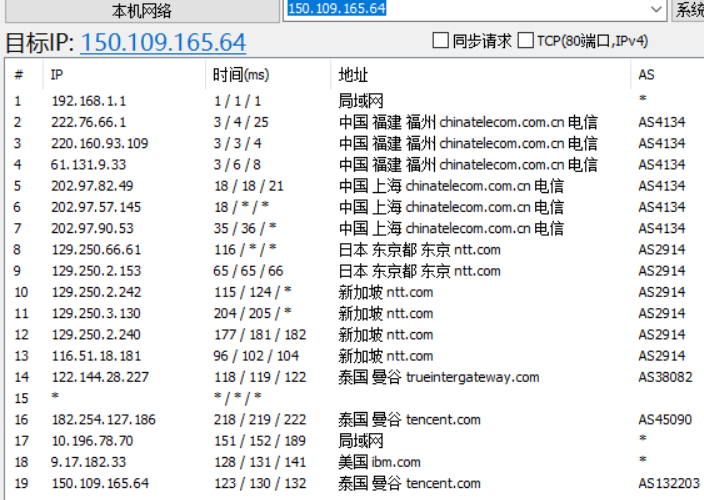 本机网络 150.109.165.64 系统
目标IP: 150.109.165.64 同步请求 TCP(80端口,IPv4)
# IP 时间(ms) 地址 AS
1 192.168.1.1 1 / 1 / 1 局域网 *
2 222.76.66.1 3 / 4 / 25 中国 福建 福州 chinatelecom.com.cn 电信 AS4134
3 220.160.93.109 3 / 3 / 4 中国 福建 福州 chinatelecom.com.cn 电信 AS4134
4 61.131.9.33 3 / 6 / 8 中国 福建 福州 chinatelecom.com.cn 电信 AS4134
5 202.97.82.49 18 / 18 / 21 中国 上海 chinatelecom.com.cn 电信 AS4134
6 202.97.57.145 18 / * / * 中国 上海 chinatelecom.com.cn 电信 AS4134
7 202.97.90.53 35 / 36 / * 中国 上海 chinatelecom.com.cn 电信 AS4134
8 129.250.66.61 116 / * / * 日本 东京都 东京 ntt.com AS2914
9 129.250.2.153 65 / 65 / 66 日本 东京都 东京 ntt.com AS2914
10 129.250.2.242 115 / 124 / * 新加坡 ntt.com AS2914
11 129.250.3.130 204 / 205 / * 新加坡 ntt.com AS2914
12 129.250.2.240 177 / 181 / 182 新加坡 ntt.com AS2914
13 116.51.18.181 96 / 102 / 104 新加坡 ntt.com AS2914
14 122.144.28.227 118 / 119 / 122 泰国 曼谷 trueintergateway.com AS38082
15 * * / * / *
16 182.254.127.186 218 / 219 / 222 泰国 曼谷 tencent.com AS45090
17 10.196.78.70 151 / 152 / 189 局域网 *
18 9.17.182.33 128 / 131 / 141 美国 ibm.com *
19 150.109.165.64 123 / 130 / 132 泰国 曼谷 tencent.com AS132203